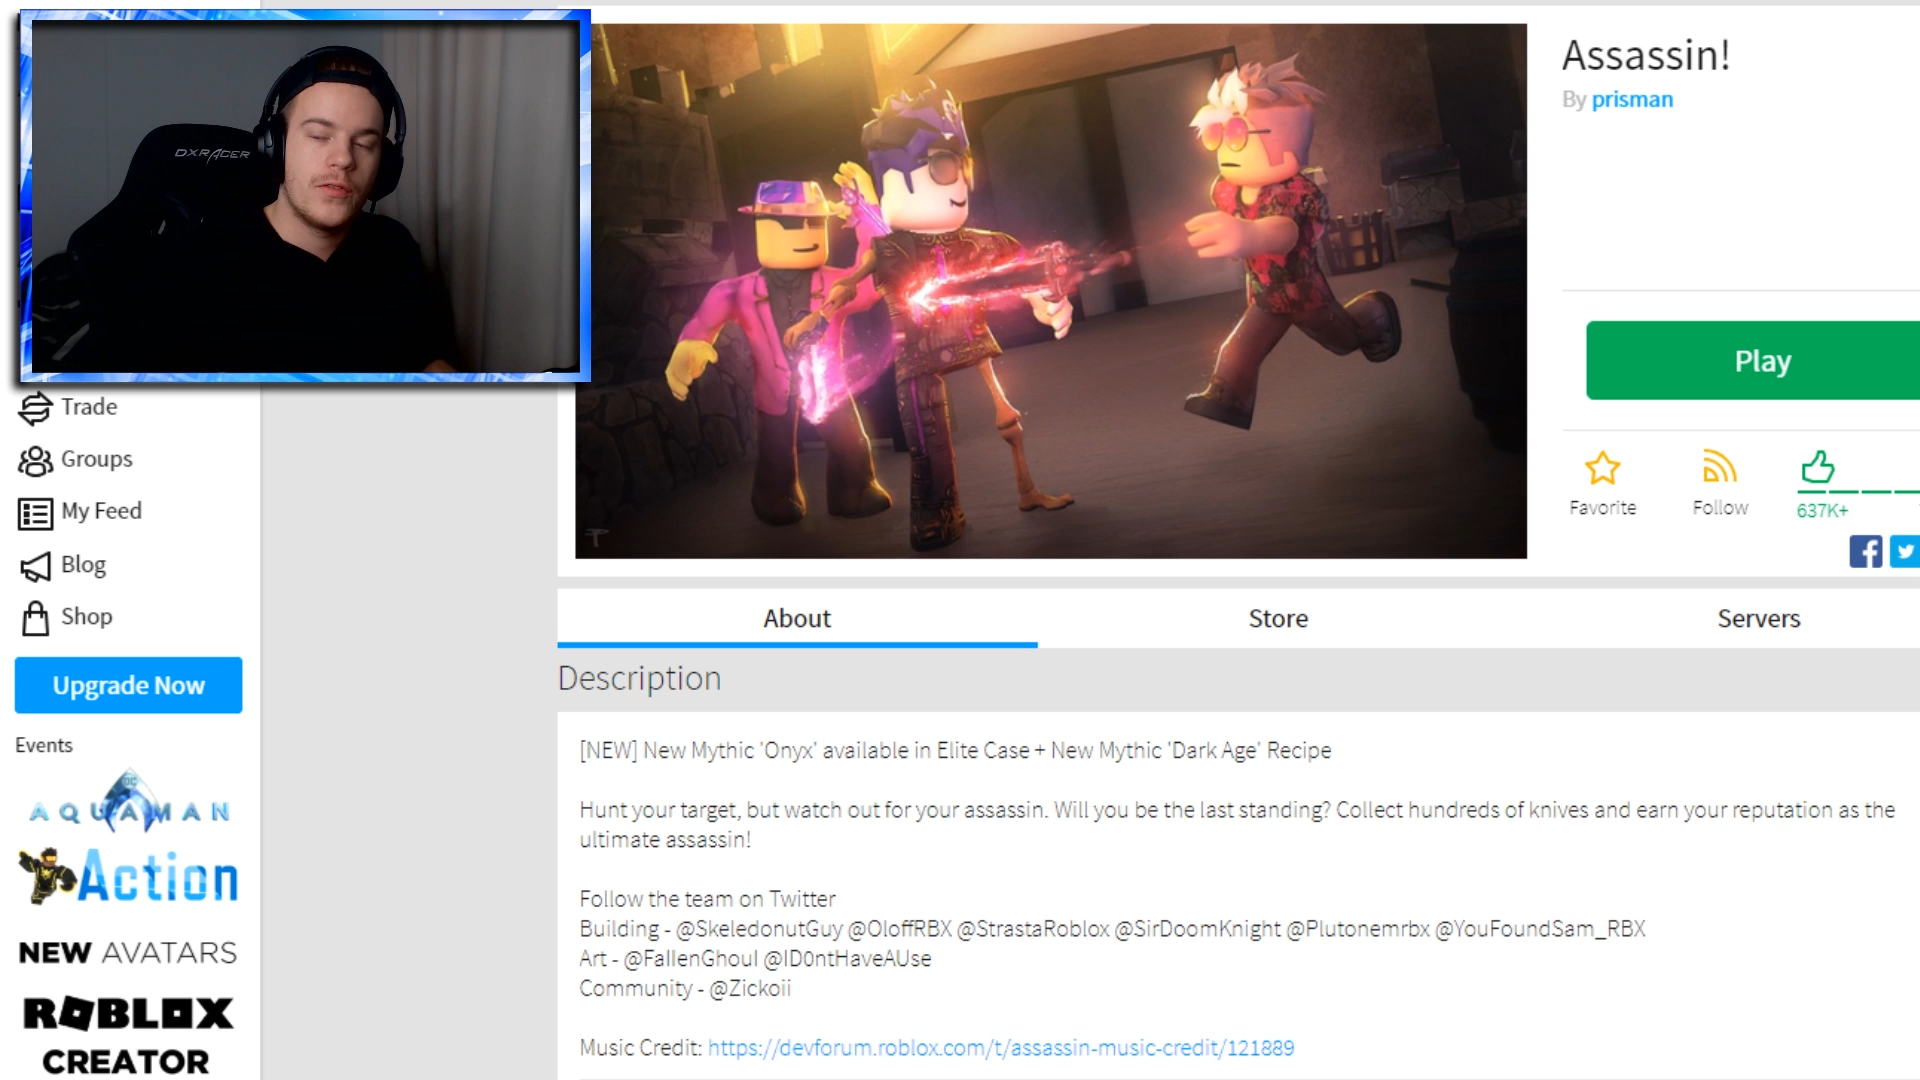 DXRACER
Assassin!
By prisman
Play
Favorite
Follow
637K+
Trade
Groups
My Feed
Blog
Shop
Upgrade Now
Events
DC
AQUAMAN
Action
NEW AVATARS
ROBLOX
CREATOR
About
Store
Servers
Description
[NEW] New Mythic 'Onyx' available in Elite Case + New Mythic 'Dark Age' Recipe
Hunt your target, but watch out for your assassin. Will you be the last standing? Collect hundreds of knives and earn your reputation as the
ultimate assassin!
Follow the team on Twitter
Building - @SkeledonutGuy @OloffRBX @StrastaRoblox @SirDoomKnight @Plutonemrbx @YouFoundSam_RBX
Art - @FallenGhoul @ID0ntHaveAUse
Community - @Zickoii
Music Credit: https://devforum.roblox.com/t/assassin-music-credit/121889